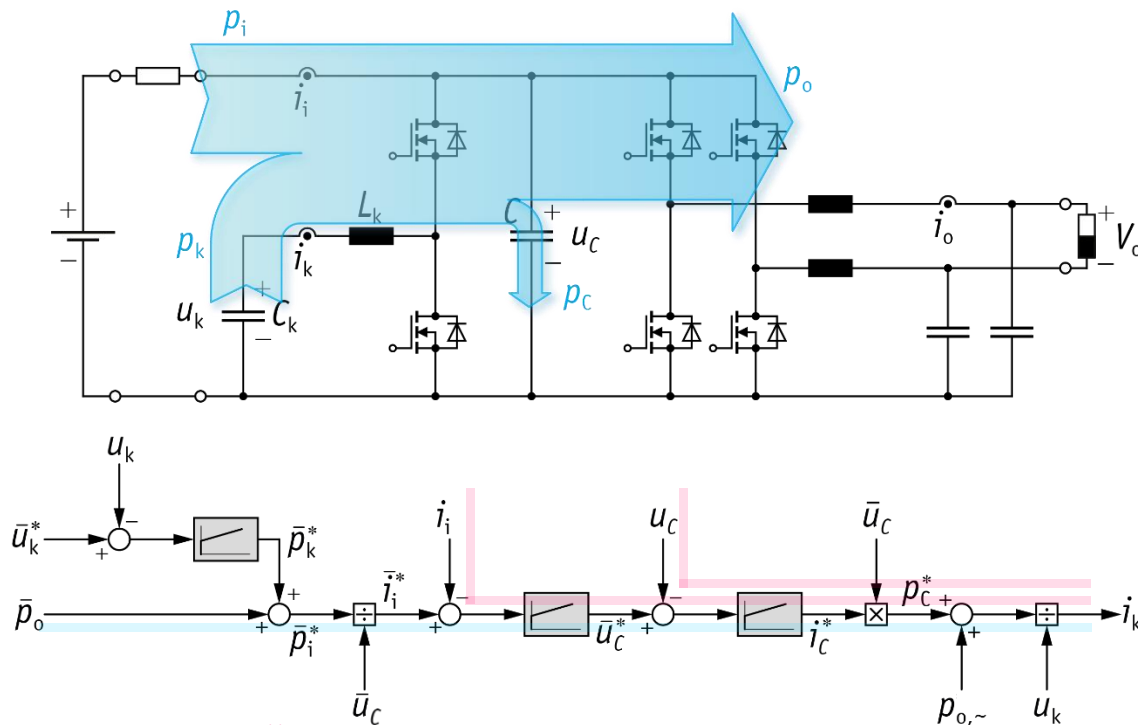 p_i
p_o
i_i
L_k
C
+
u_C
−
i_o
+
V_o
−
+
−
p_k
i_k
+
u_k
C_k
−
p_C
u_k
ū_k*
−
+
p̄_k*
i_i
u_C
ū_C
p̄_o
+
+
p̄_i*
ī_i*
÷
ū_C
−
+
ū_C*
−
+
i_C*
×
p_C*
+
+
p_o,~
÷
u_k
i_k